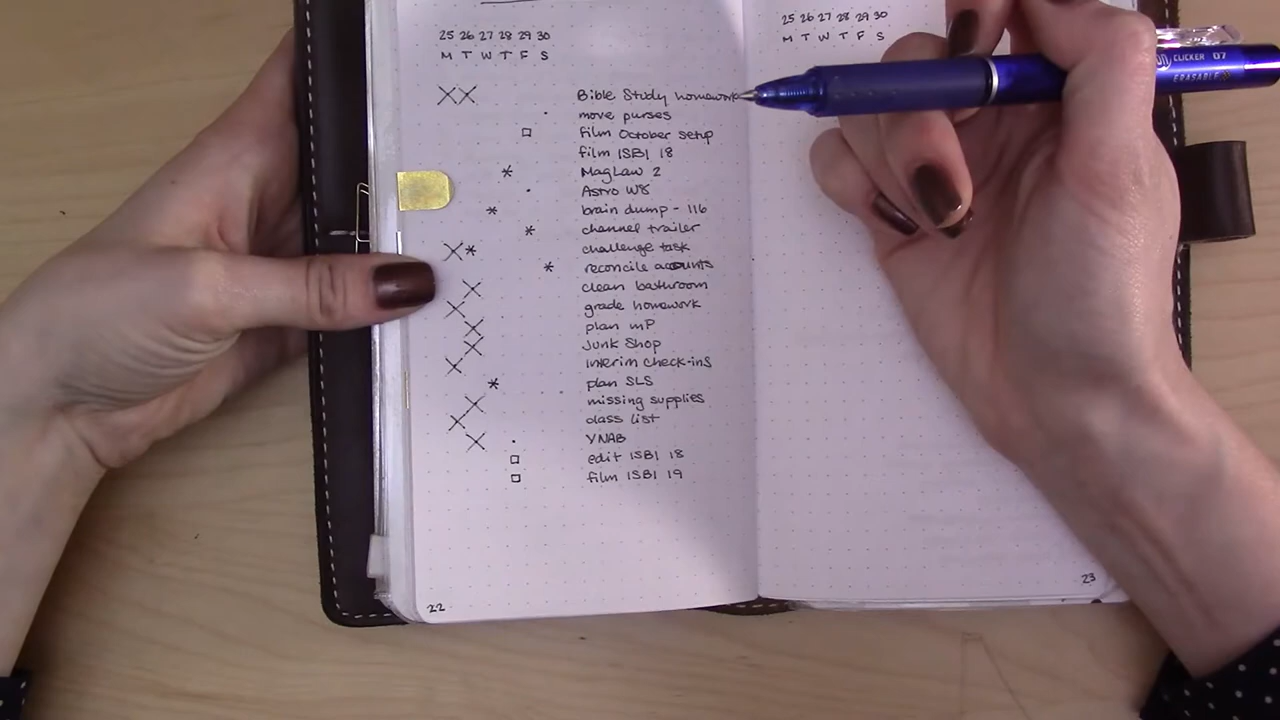 25 26 27 28 29 30
M T W T F S
Bible Study homework
move purses
film October setup
film ISBI 18
MagLaw 2
Astro W8
brain dump - 116
channel trailer
challenge task
reconcile accounts
clean bathroom
grade homework
plan MP
Junk Shop
interim check-ins
plan SLS
missing supplies
class list
YNAB
edit ISBI 18
film ISBI 19
22
25 26 27 28 29 30
M T W T F S
23
CLICKER 07
ERASABLE